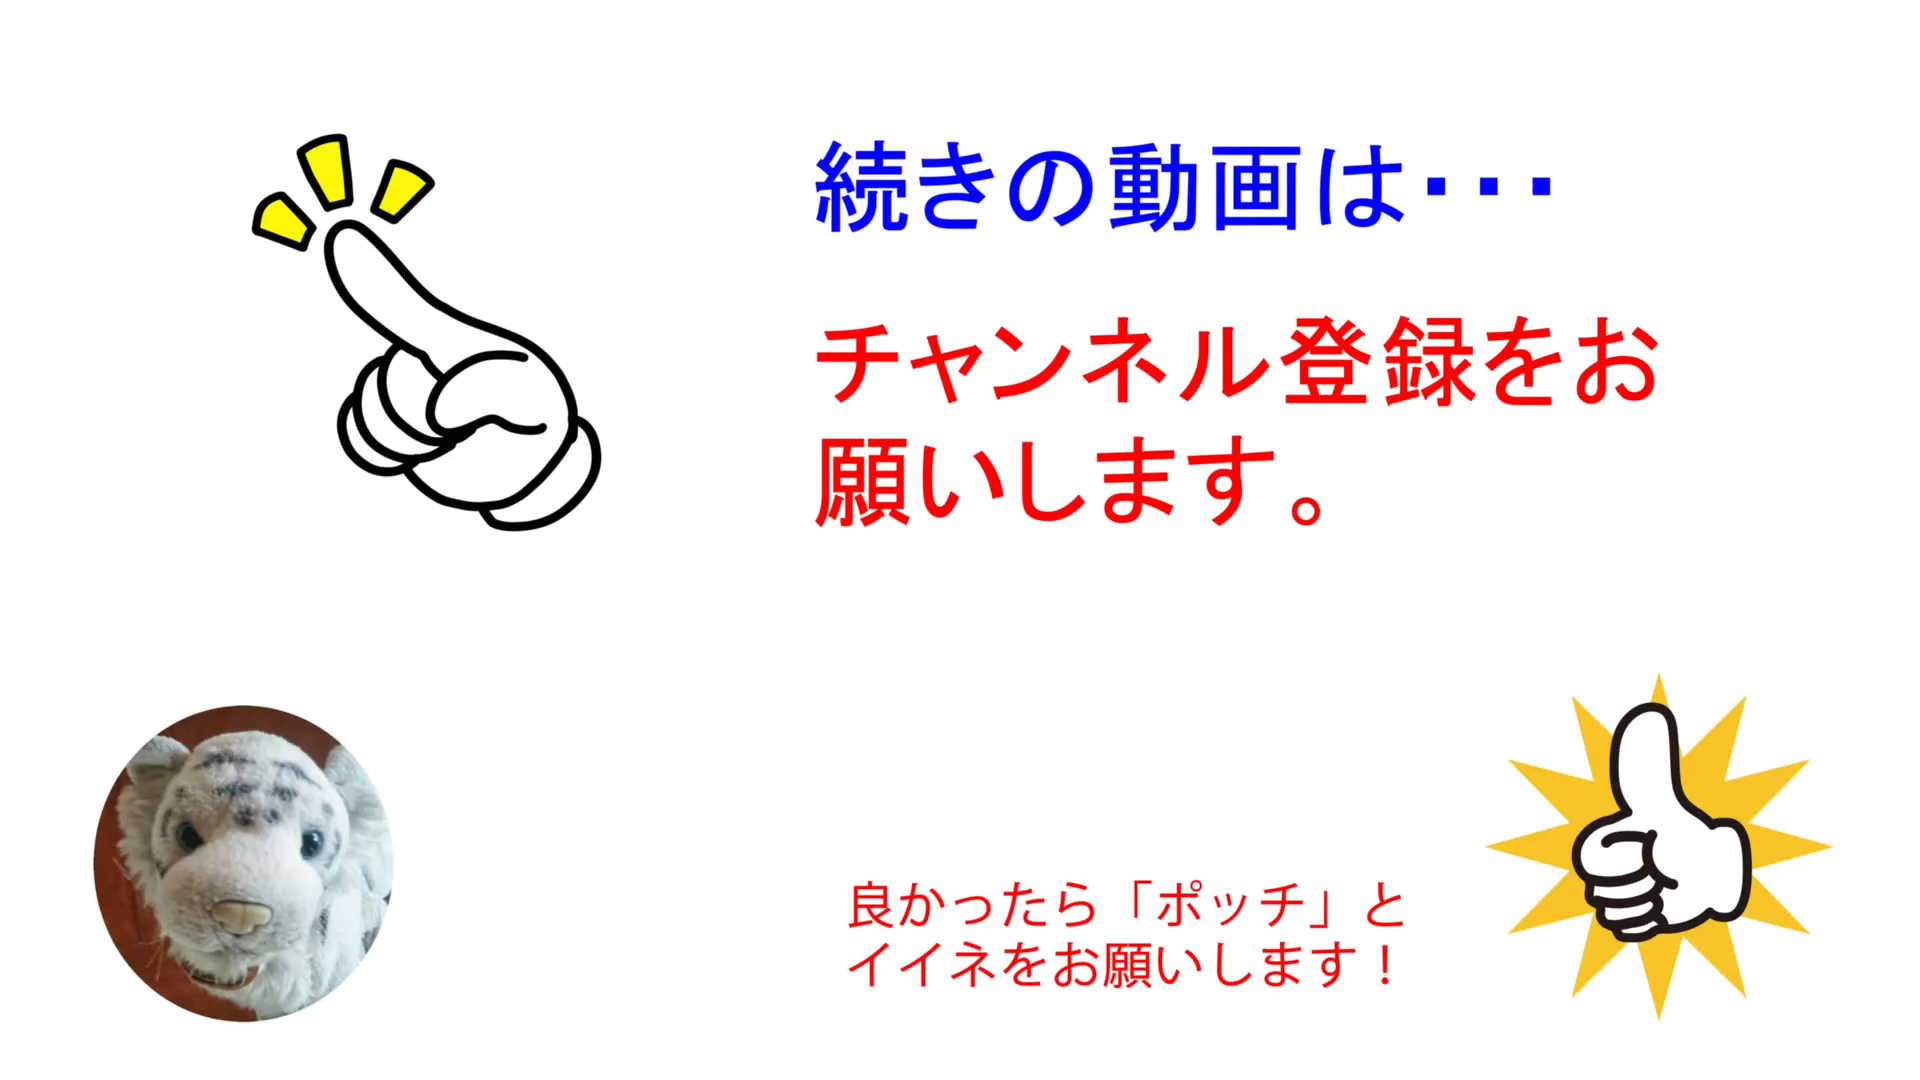 続きの動画は・・・
チャンネル登録をお
願いします。
良かったら「ポッチ」と
イイネをお願いします！